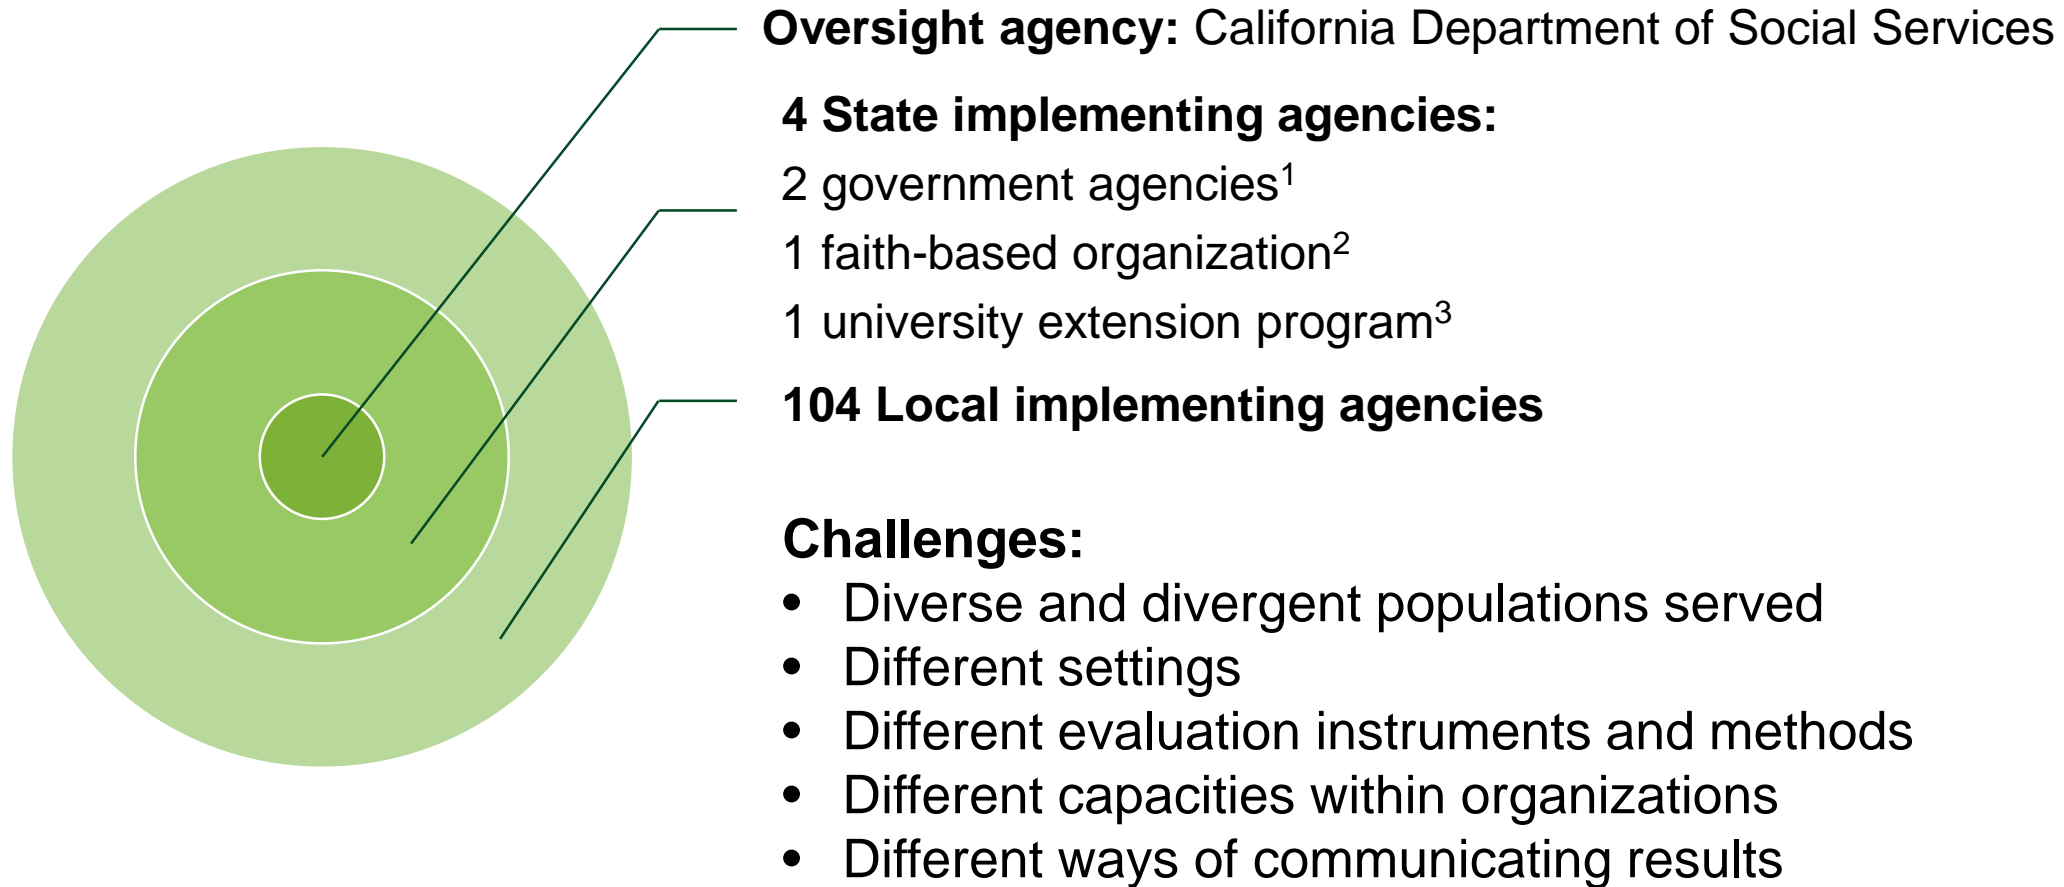 Oversight agency: California Department of Social Services
4 State implementing agencies:
2 government agencies¹
1 faith-based organization²
1 university extension program³
104 Local implementing agencies
Challenges:
• Diverse and divergent populations served
• Different settings
• Different evaluation instruments and methods
• Different capacities within organizations
• Different ways of communicating results